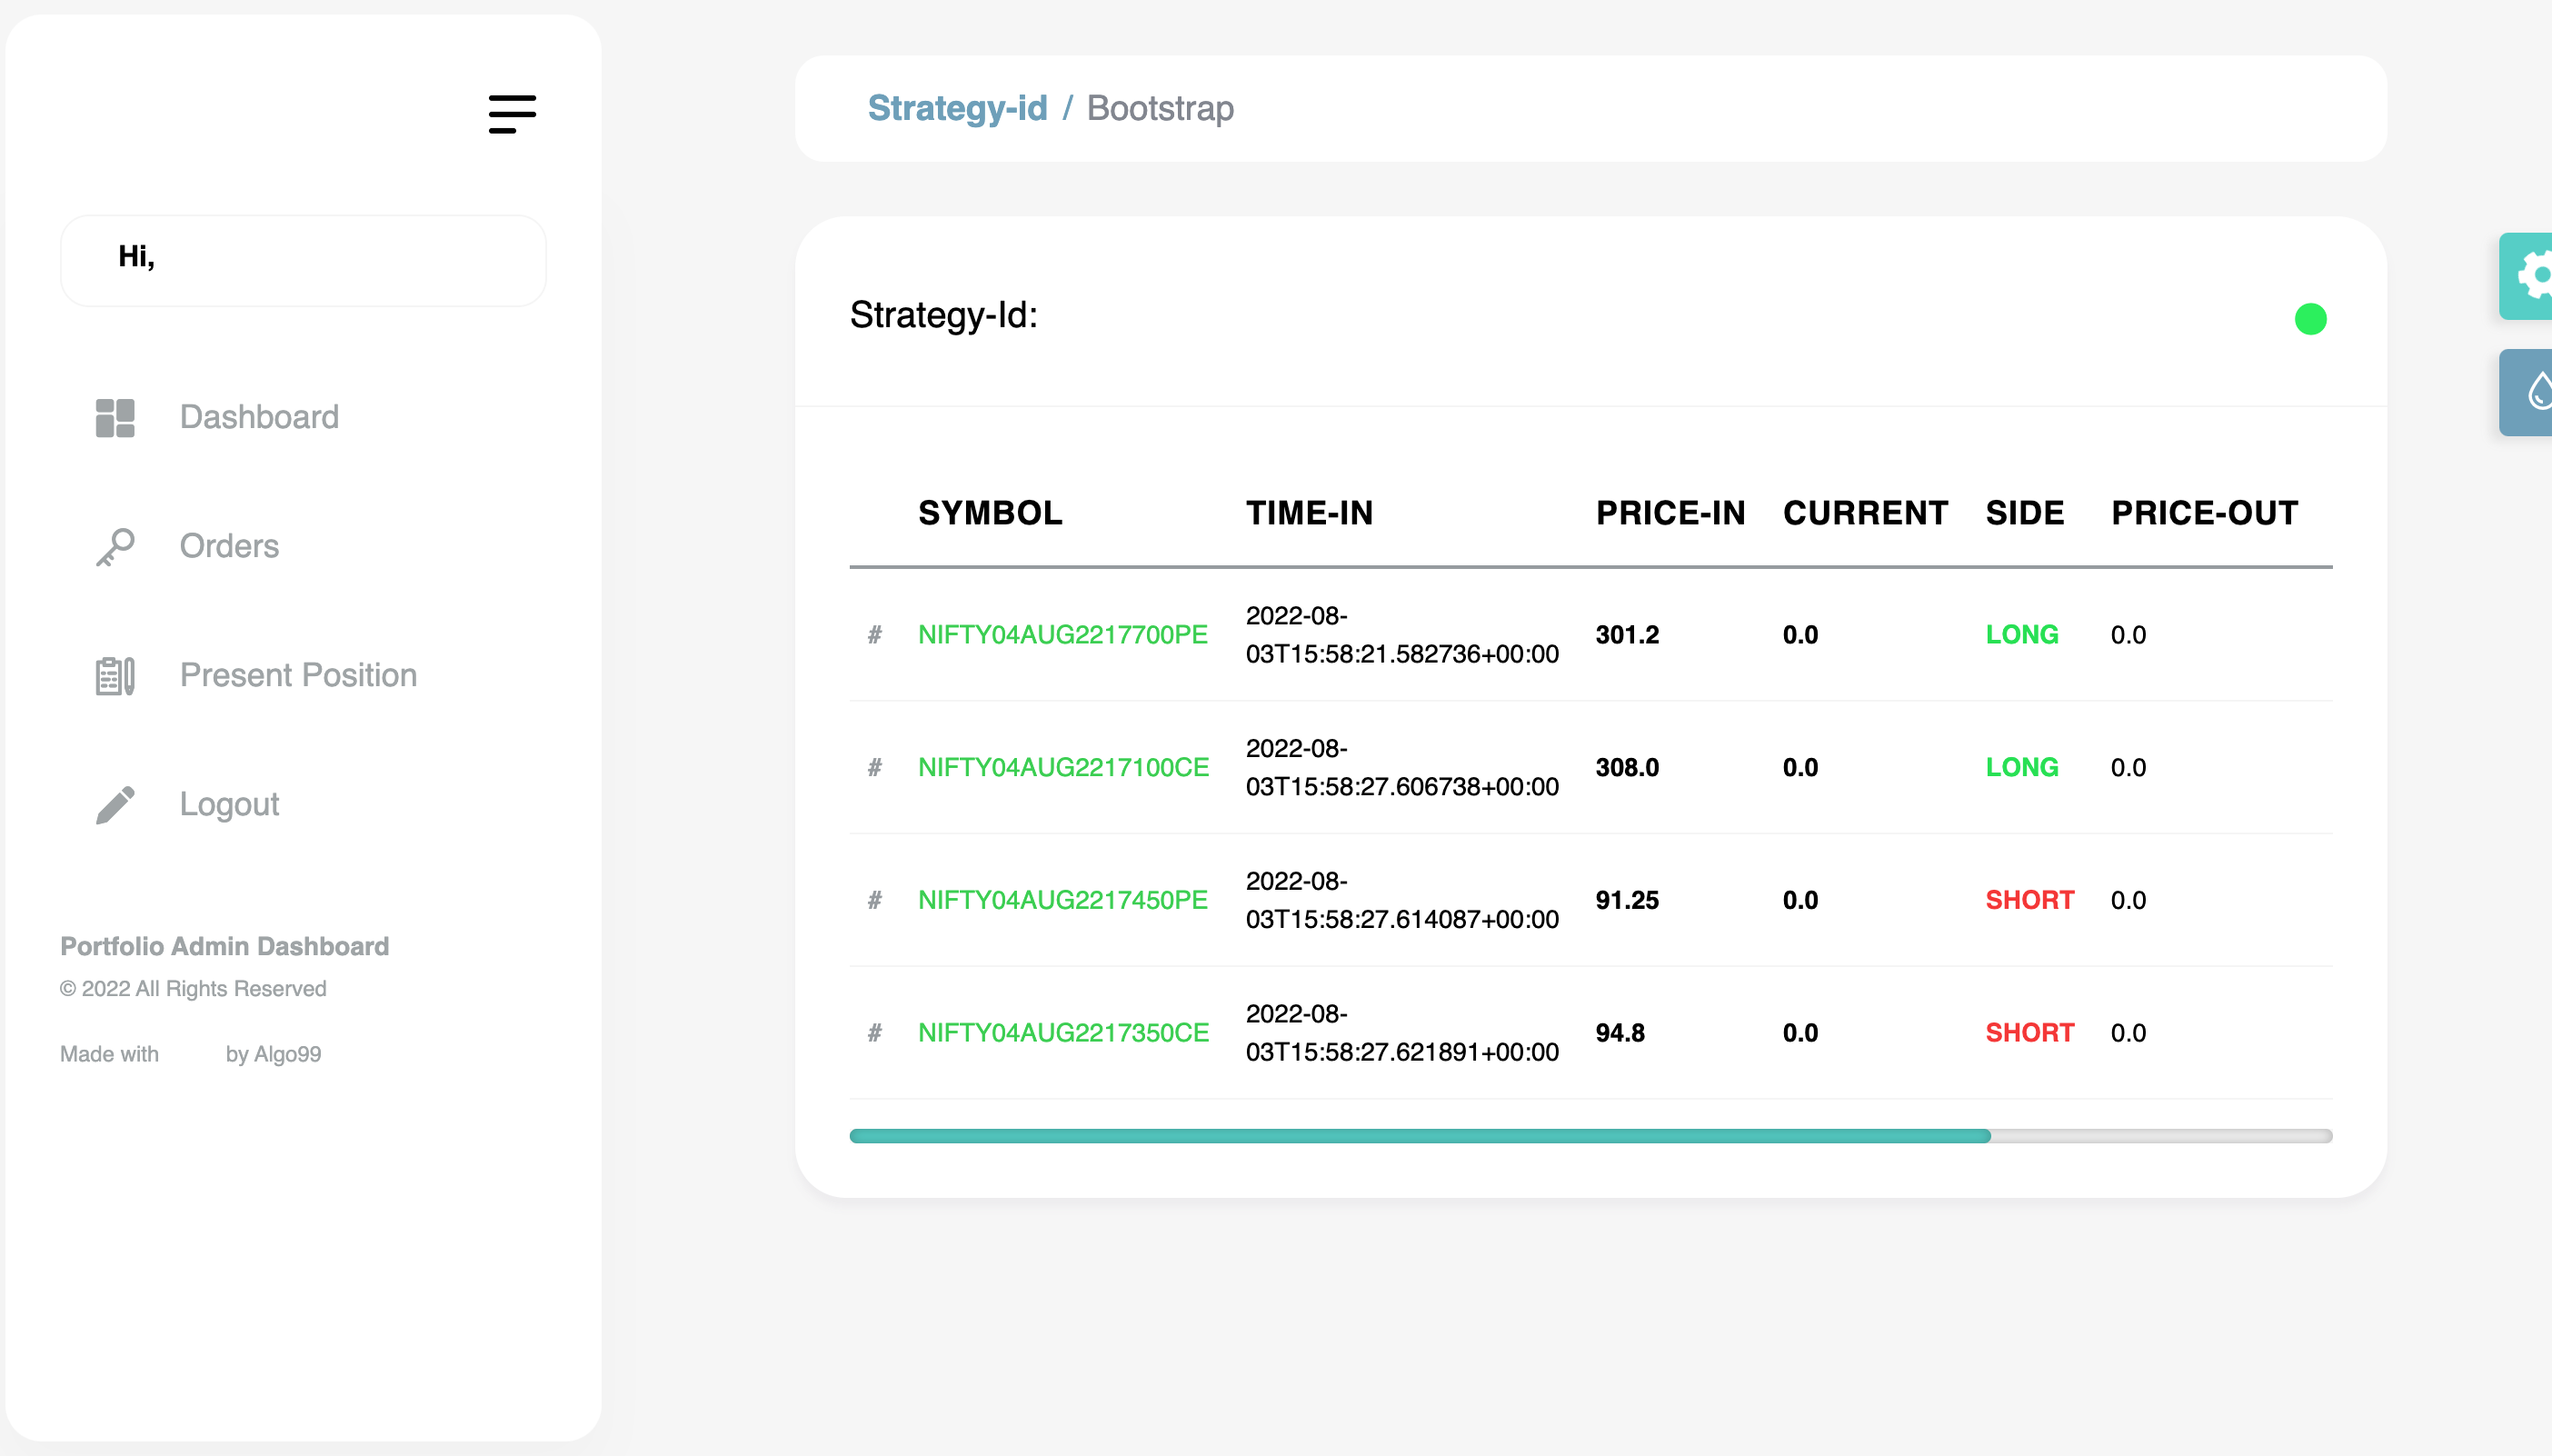 Hi,
Dashboard
Orders
Present Position
Logout
Portfolio Admin Dashboard
© 2022 All Rights Reserved
Made with by Algo99
Strategy-id / Bootstrap
Strategy-Id:
SYMBOL TIME-IN PRICE-IN CURRENT SIDE PRICE-OUT
# NIFTY04AUG2217700PE 2022-08-
03T15:58:21.582736+00:00 301.2 0.0 LONG 0.0
# NIFTY04AUG2217100CE 2022-08-
03T15:58:27.606738+00:00 308.0 0.0 LONG 0.0
# NIFTY04AUG2217450PE 2022-08-
03T15:58:27.614087+00:00 91.25 0.0 SHORT 0.0
# NIFTY04AUG2217350CE 2022-08-
03T15:58:27.621891+00:00 94.8 0.0 SHORT 0.0